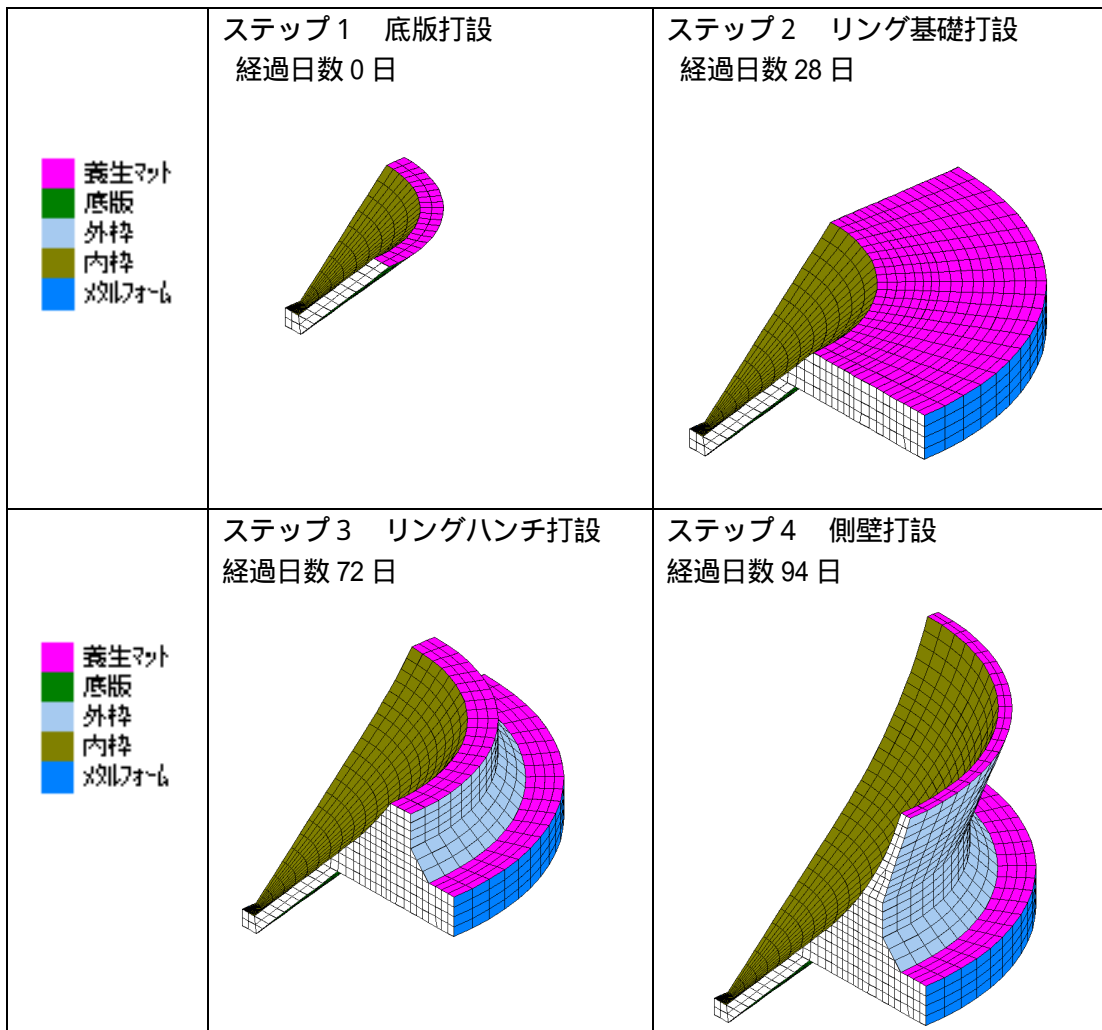 ステップ1 底版打設
経過日数 0 日
ステップ2 リング基礎打設
経過日数 28 日
養生マット
底版
外枠
内枠
メタルフォーム
ステップ3 リングハンチ打設
経過日数 72 日
ステップ4 側壁打設
経過日数 94 日
養生マット
底版
外枠
内枠
メタルフォーム